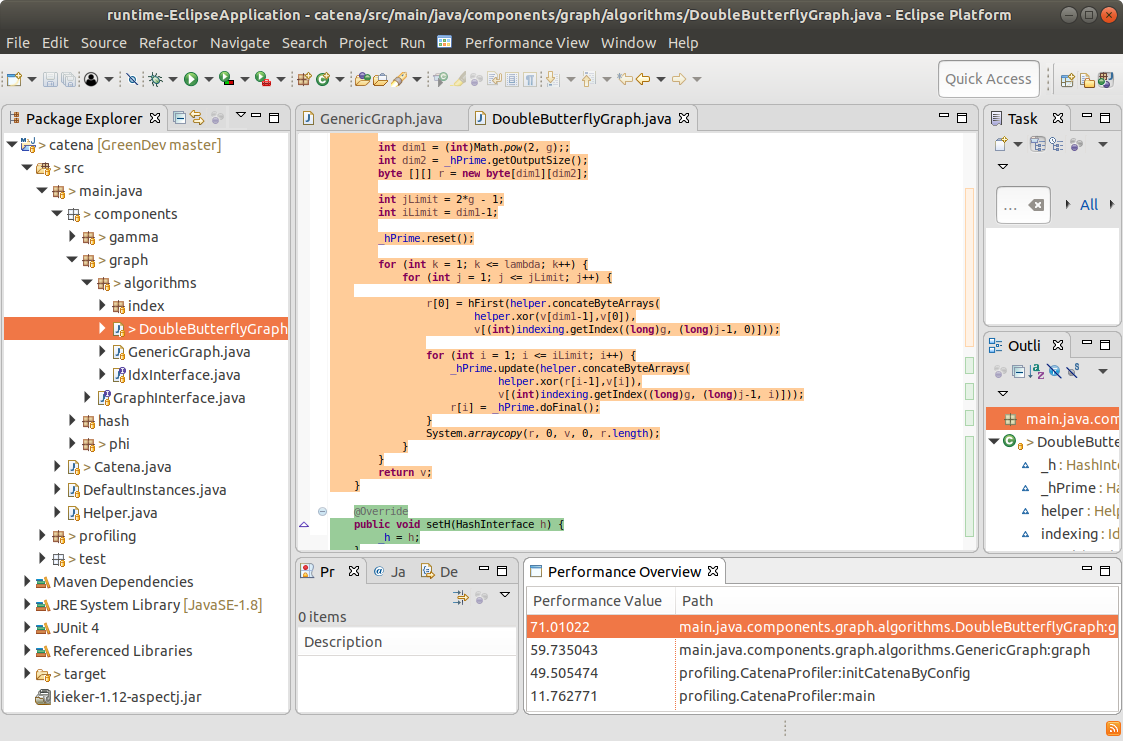 runtime-EclipseApplication - catena/src/main/java/components/graph/algorithms/DoubleButterflyGraph.java - Eclipse Platform
File Edit Source Refactor Navigate Search Project Run Performance View Window Help
Quick Access
Package Explorer
> catena [GreenDev master]
> src
> main.java
> components
> gamma
> graph
> algorithms
index
> DoubleButterflyGraph
GenericGraph.java
IdxInterface.java
GraphInterface.java
hash
> phi
> Catena.java
DefaultInstances.java
Helper.java
> profiling
> test
Maven Dependencies
JRE System Library [JavaSE-1.8]
JUnit 4
Referenced Libraries
> target
kieker-1.12-aspectj.jar
GenericGraph.java
DoubleButterflyGraph.java
int dim1 = (int)Math.pow(2, g);;
int dim2 = _hPrime.getOutputSize();
byte [][] r = new byte[dim1][dim2];
int jLimit = 2*g - 1;
int iLimit = dim1-1;
_hPrime.reset();
for (int k = 1; k <= lambda; k++) {
for (int j = 1; j <= jLimit; j++) {
r[0] = hFirst(helper.concateByteArrays(
helper.xor(v[dim1-1],v[0]),
v[(int)indexing.getIndex((long)g, (long)j-1, 0)]));
for (int i = 1; i <= iLimit; i++) {
_hPrime.update(helper.concateByteArrays(
helper.xor(r[i-1],v[i]),
v[(int)indexing.getIndex((long)g, (long)j-1, i)]));
r[i] = _hPrime.doFinal();
}
System.arraycopy(r, 0, v, 0, r.length);
}
}
return v;
}
@Override
public void setH(HashInterface h) {
_h = h;
Task
...
All
Outli
main.java.com
> DoubleButte
_h : HashInt
_hPrime : Ha
helper : Help
indexing : Id
Pr
@ Ja
De
0 items
Description
Performance Overview
Performance Value Path
71.01022 main.java.components.graph.algorithms.DoubleButterflyGraph:g
59.735043 main.java.components.graph.algorithms.GenericGraph:graph
49.505474 profiling.CatenaProfiler:initCatenaByConfig
11.762771 profiling.CatenaProfiler:main